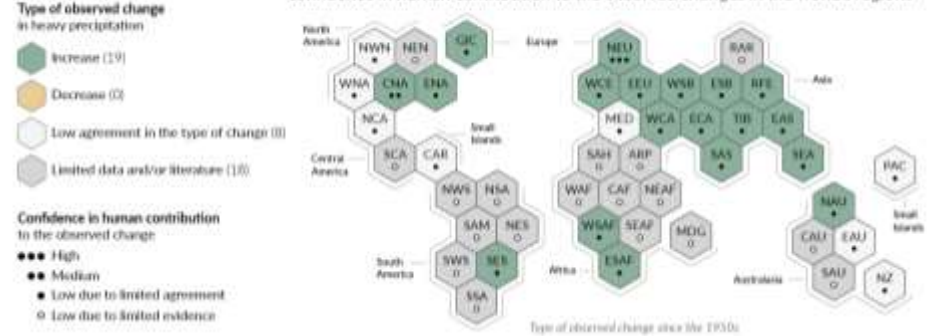 Type of observed change
in heavy precipitation
Increase (19)
Decrease (0)
Low agreement in the type of change (8)
Limited data and/or literature (18)
Confidence in human contribution
to the observed change
High
Medium
Low due to limited agreement
Low due to limited evidence
North
America
NWN NEN GIC
Europe
NEU RAR
WNA CNA ENA
WCE EEU WSB ESB RFE
Asia
NCA
Small
Islands
MED WCA ECA TIB EAS
Central
America
SCA CAR
SAH ARP SAS SEA
PAC
NWS NSA
WAF CAF NEAF
NAU
Small
Islands
SAM NES
WSAF SEAF MDG
CAU EAU
South
America
SWS SES
Africa
ESAF
Australasia
SAU NZ
SSA
Type of observed change since the 1950s